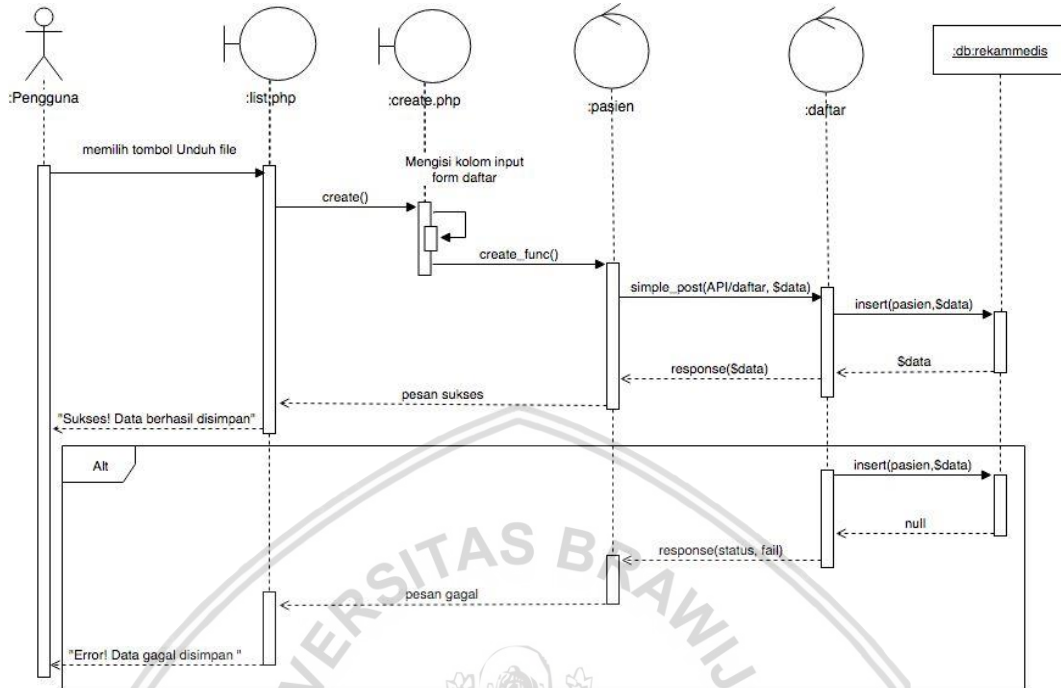 :Pengguna
:list.php
:create.php
:pasien
:daftar
:db:rekammedis
memilih tombol Unduh file
Mengisi kolom input
form daftar
create()
create_func()
simple_post(API/daftar, $data)
insert(pasien,$data)
$data
response($data)
pesan sukses
"Sukses! Data berhasil disimpan"
Alt
insert(pasien,$data)
null
response(status, fail)
pesan gagal
"Error! Data gagal disimpan "
VERSITAS BRAWIJ